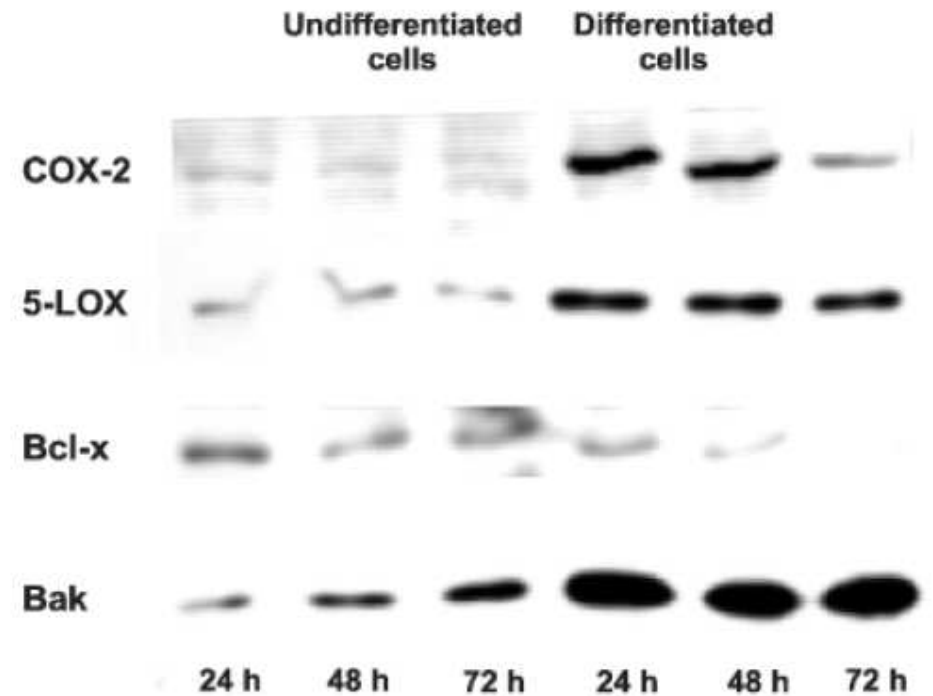 Undifferentiated
cells
Differentiated
cells
COX-2
5-LOX
Bcl-x
Bak
24 h 48 h 72 h 24 h 48 h 72 h